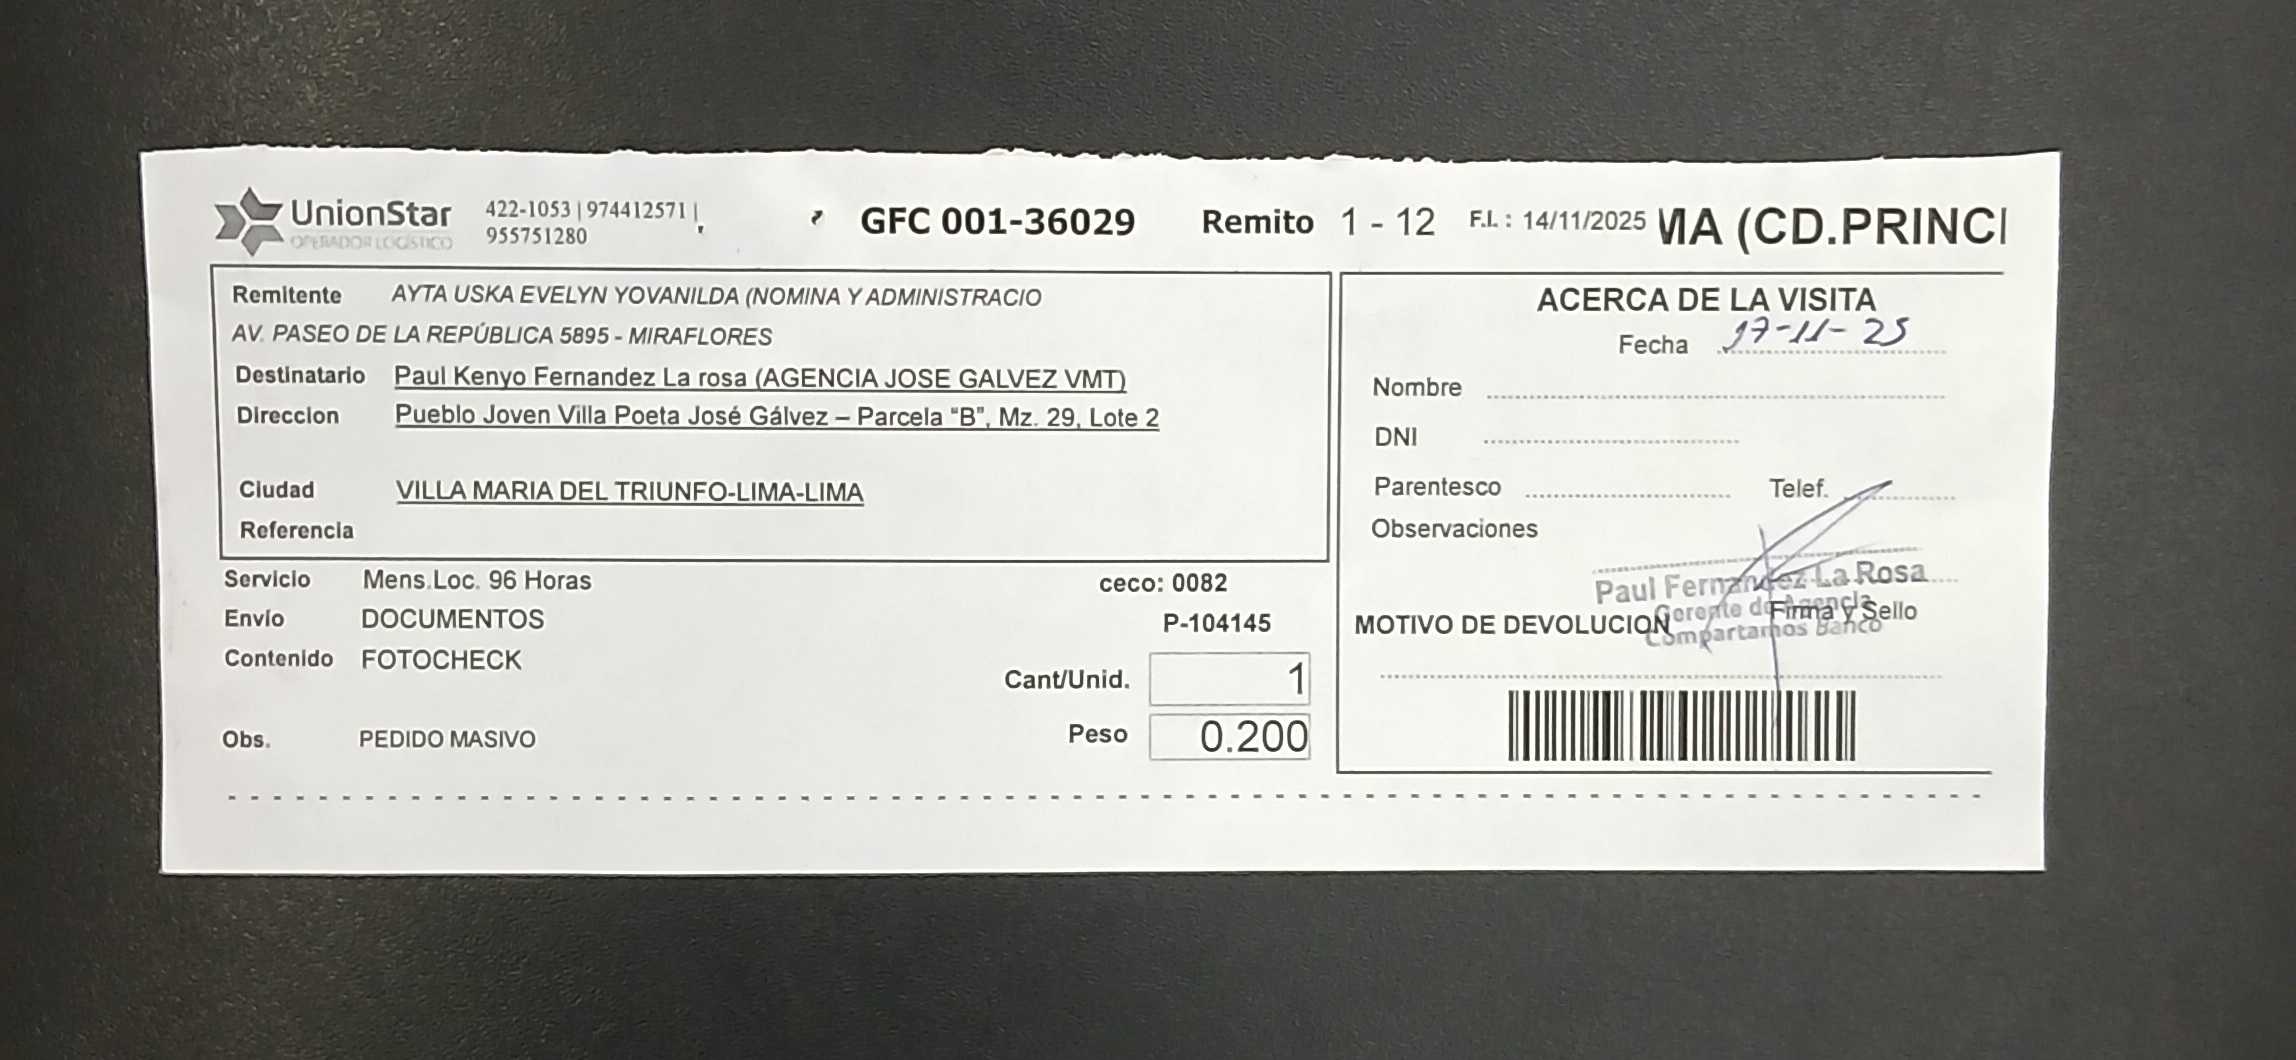 UnionStar
OPERADOR LOGÍSTICO
422-1053 | 974412571 |
955751280
GFC 001-36029
Remito 1 - 12
F.I. : 14/11/2025
MA (CD.PRINCI
Remitente AYTA USKA EVELYN YOVANILDA (NOMINA Y ADMINISTRACIO
AV. PASEO DE LA REPÚBLICA 5895 - MIRAFLORES
Destinatario Paul Kenyo Fernandez La rosa (AGENCIA JOSE GALVEZ VMT)
Direccion Pueblo Joven Villa Poeta José Gálvez – Parcela “B”, Mz. 29, Lote 2
Ciudad VILLA MARIA DEL TRIUNFO-LIMA-LIMA
Referencia
Servicio Mens.Loc. 96 Horas
ceco: 0082
Envío DOCUMENTOS
P-104145
Contenido FOTOCHECK
Cant/Unid. 1
Peso 0.200
Obs. PEDIDO MASIVO
ACERCA DE LA VISITA
Fecha 17-11-25
Nombre
DNI
Parentesco
Telef.
Observaciones
Paul Fernandez La Rosa
Gerente de Agencia
Compartamos Banco
Firma y Sello
MOTIVO DE DEVOLUCION